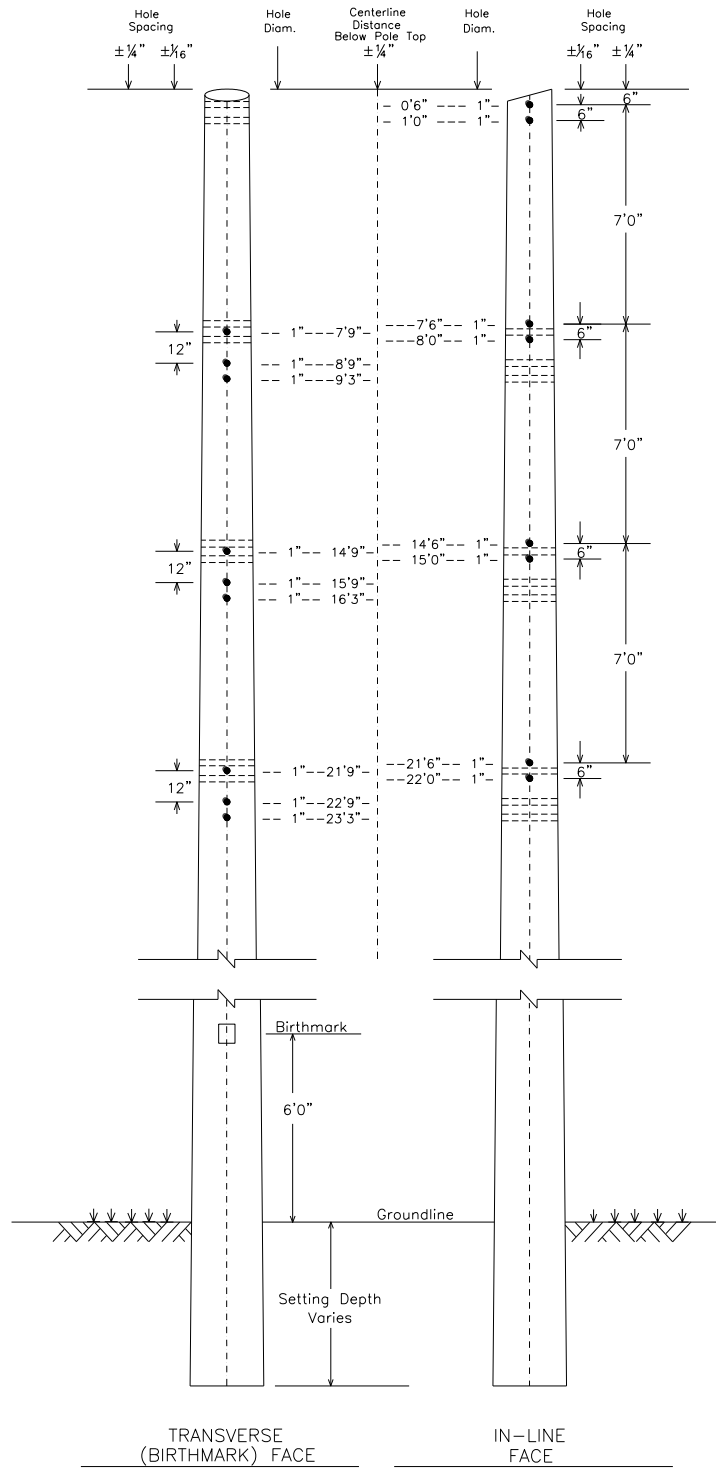 Hole
Spacing
±¼" ±1/16"
Hole
Diam.
Centerline
Distance
Below Pole Top
±¼"
Hole
Diam.
Hole
Spacing
±1/16" ±¼"
0'6" 1" 6"
1'0" 1" 6"
7'0"
7'6" 1"
12" 1" 7'9" 8'0" 1" 6"
1" 8'9"
1" 9'3"
7'0"
14'6" 1"
12" 1" 14'9" 15'0" 1" 6"
1" 15'9"
1" 16'3"
7'0"
21'6" 1"
12" 1" 21'9" 22'0" 1" 6"
1" 22'9"
1" 23'3"
Birthmark
6'0"
Groundline
Setting Depth
Varies
TRANSVERSE
(BIRTHMARK) FACE
IN-LINE
FACE